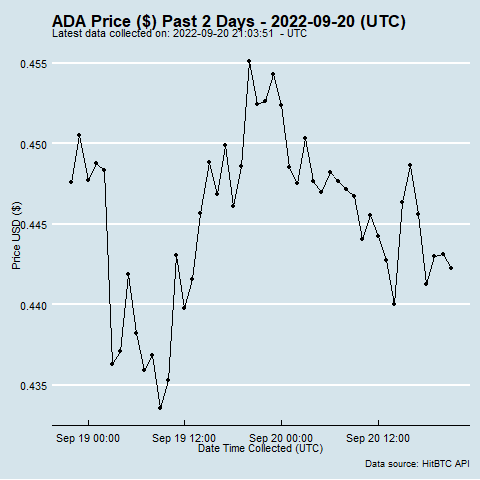 ADA Price ($) Past 2 Days - 2022-09-20 (UTC)
Latest data collected on: 2022-09-20 21:03:51  - UTC
0.455
0.450
0.445
0.440
0.435
Price USD ($)
Sep 19 00:00 Sep 19 12:00 Sep 20 00:00 Sep 20 12:00
Date Time Collected (UTC)
Data source: HitBTC API